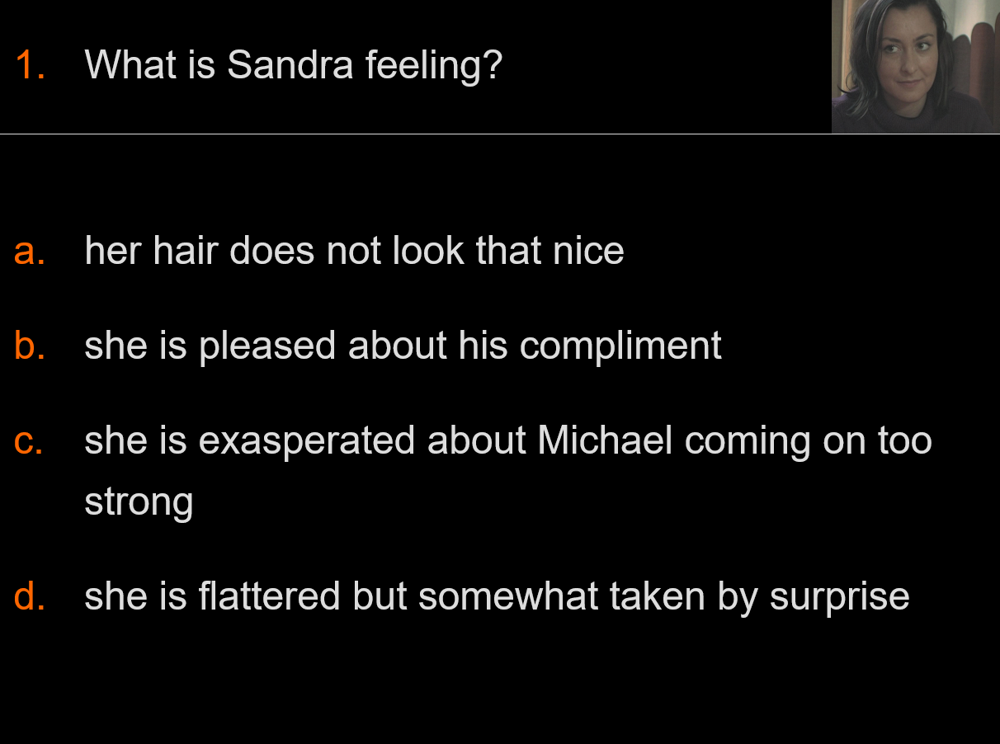 1. What is Sandra feeling?
a. her hair does not look that nice
b. she is pleased about his compliment
c. she is exasperated about Michael coming on too
strong
d. she is flattered but somewhat taken by surprise